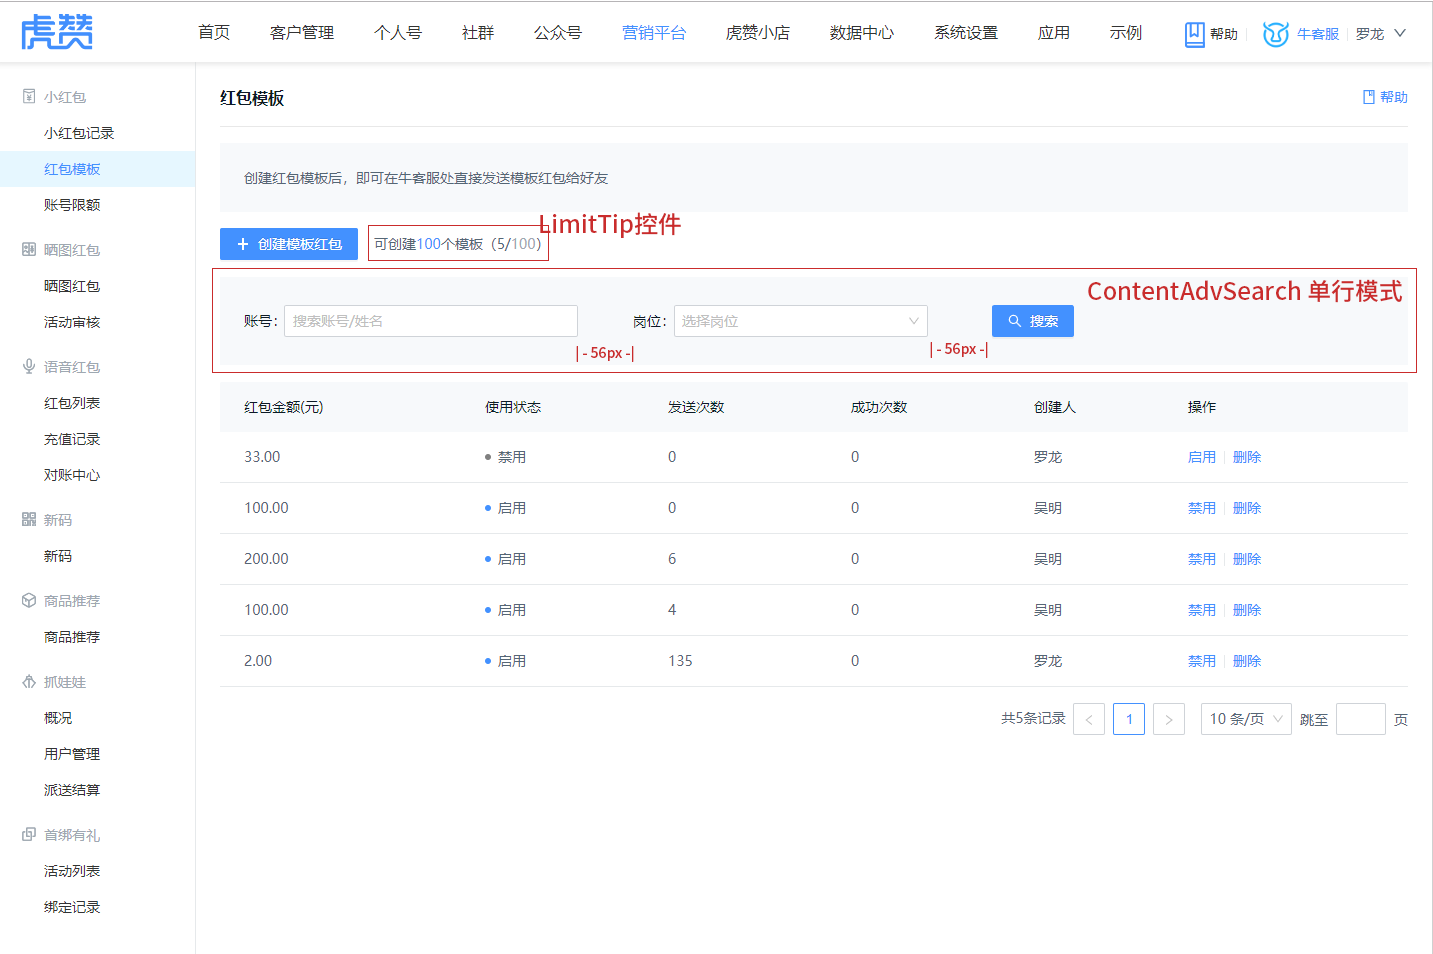 虎赞
首页 客户管理 个人号 社群 公众号 营销平台 虎赞小店 数据中心 系统设置 应用 示例 帮助 牛客服 罗龙
小红包
小红包记录
红包模板
账号限额
晒图红包
晒图红包
活动审核
语音红包
红包列表
充值记录
对账中心
新码
新码
商品推荐
商品推荐
抓娃娃
概况
用户管理
派送结算
首绑有礼
活动列表
绑定记录
红包模板 帮助
创建红包模板后，即可在牛客服处直接发送模板红包给好友
LimitTip控件
+ 创建模板红包 可创建100个模板（5/100）
ContentAdvSearch 单行模式
账号： 搜索账号/姓名 岗位： 选择岗位 搜索
|- 56px -| |- 56px -|
红包金额(元) 使用状态 发送次数 成功次数 创建人 操作
33.00 禁用 0 0 罗龙 启用 删除
100.00 启用 0 0 吴明 禁用 删除
200.00 启用 6 0 吴明 禁用 删除
100.00 启用 4 0 吴明 禁用 删除
2.00 启用 135 0 罗龙 禁用 删除
共5条记录 < 1 > 10 条/页 跳至 页